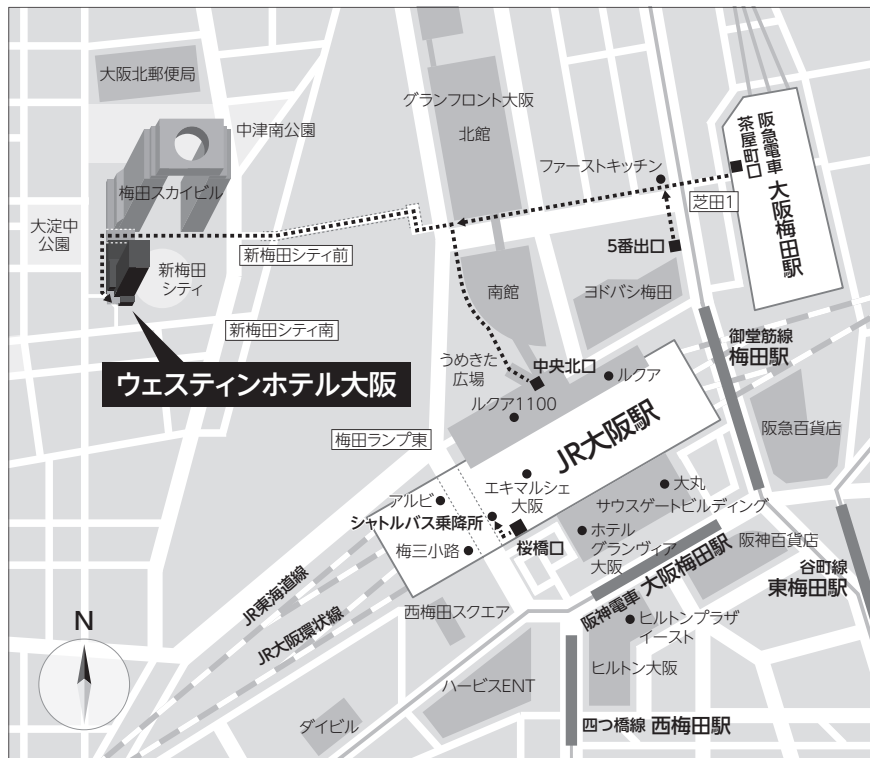 大阪北郵便局
中津南公園
梅田スカイビル
大淀中
公園
新梅田
シティ
新梅田シティ前
新梅田シティ南
ウェスティンホテル大阪
グランフロント大阪
北館
ファーストキッチン
芝田1
阪急電車
茶屋町口
大阪梅田駅
5番出口
南館
ヨドバシ梅田
うめきた
広場
中央北口
ルクア
ルクア1100
御堂筋線
梅田駅
梅田ランプ東
JR大阪駅
阪急百貨店
アルビ
エキマルシェ
大阪
シャトルバス乗降所
梅三小路
桜橋口
大丸
サウスゲートビルディング
ホテル
グランヴィア
大阪
阪神百貨店
谷町線
東梅田駅
阪神電車 大阪梅田駅
JR東海道線
JR大阪環状線
西梅田スクエア
ヒルトンプラザ
イースト
ヒルトン大阪
ハービスENT
ダイビル
四つ橋線 西梅田駅
N